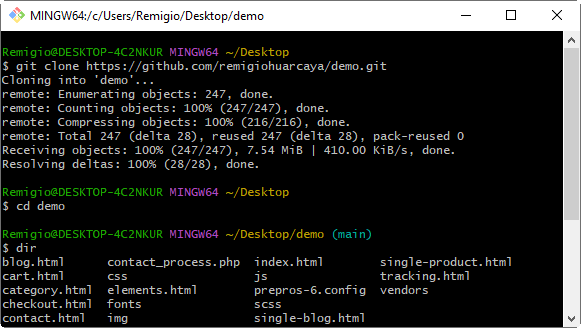 MINGW64:/c/Users/Remigio/Desktop/demo
Remigio@DESKTOP-4C2NKUR MINGW64 ~/Desktop
$ git clone https://github.com/remigiohuarcaya/demo.git
Cloning into 'demo'...
remote: Enumerating objects: 247, done.
remote: Counting objects: 100% (247/247), done.
remote: Compressing objects: 100% (216/216), done.
remote: Total 247 (delta 28), reused 247 (delta 28), pack-reused 0
Receiving objects: 100% (247/247), 7.54 MiB | 410.00 KiB/s, done.
Resolving deltas: 100% (28/28), done.
Remigio@DESKTOP-4C2NKUR MINGW64 ~/Desktop
$ cd demo
Remigio@DESKTOP-4C2NKUR MINGW64 ~/Desktop/demo (main)
$ dir
blog.html contact_process.php index.html single-product.html
cart.html css js tracking.html
category.html elements.html prepros-6.config vendors
checkout.html fonts scss
contact.html img single-blog.html